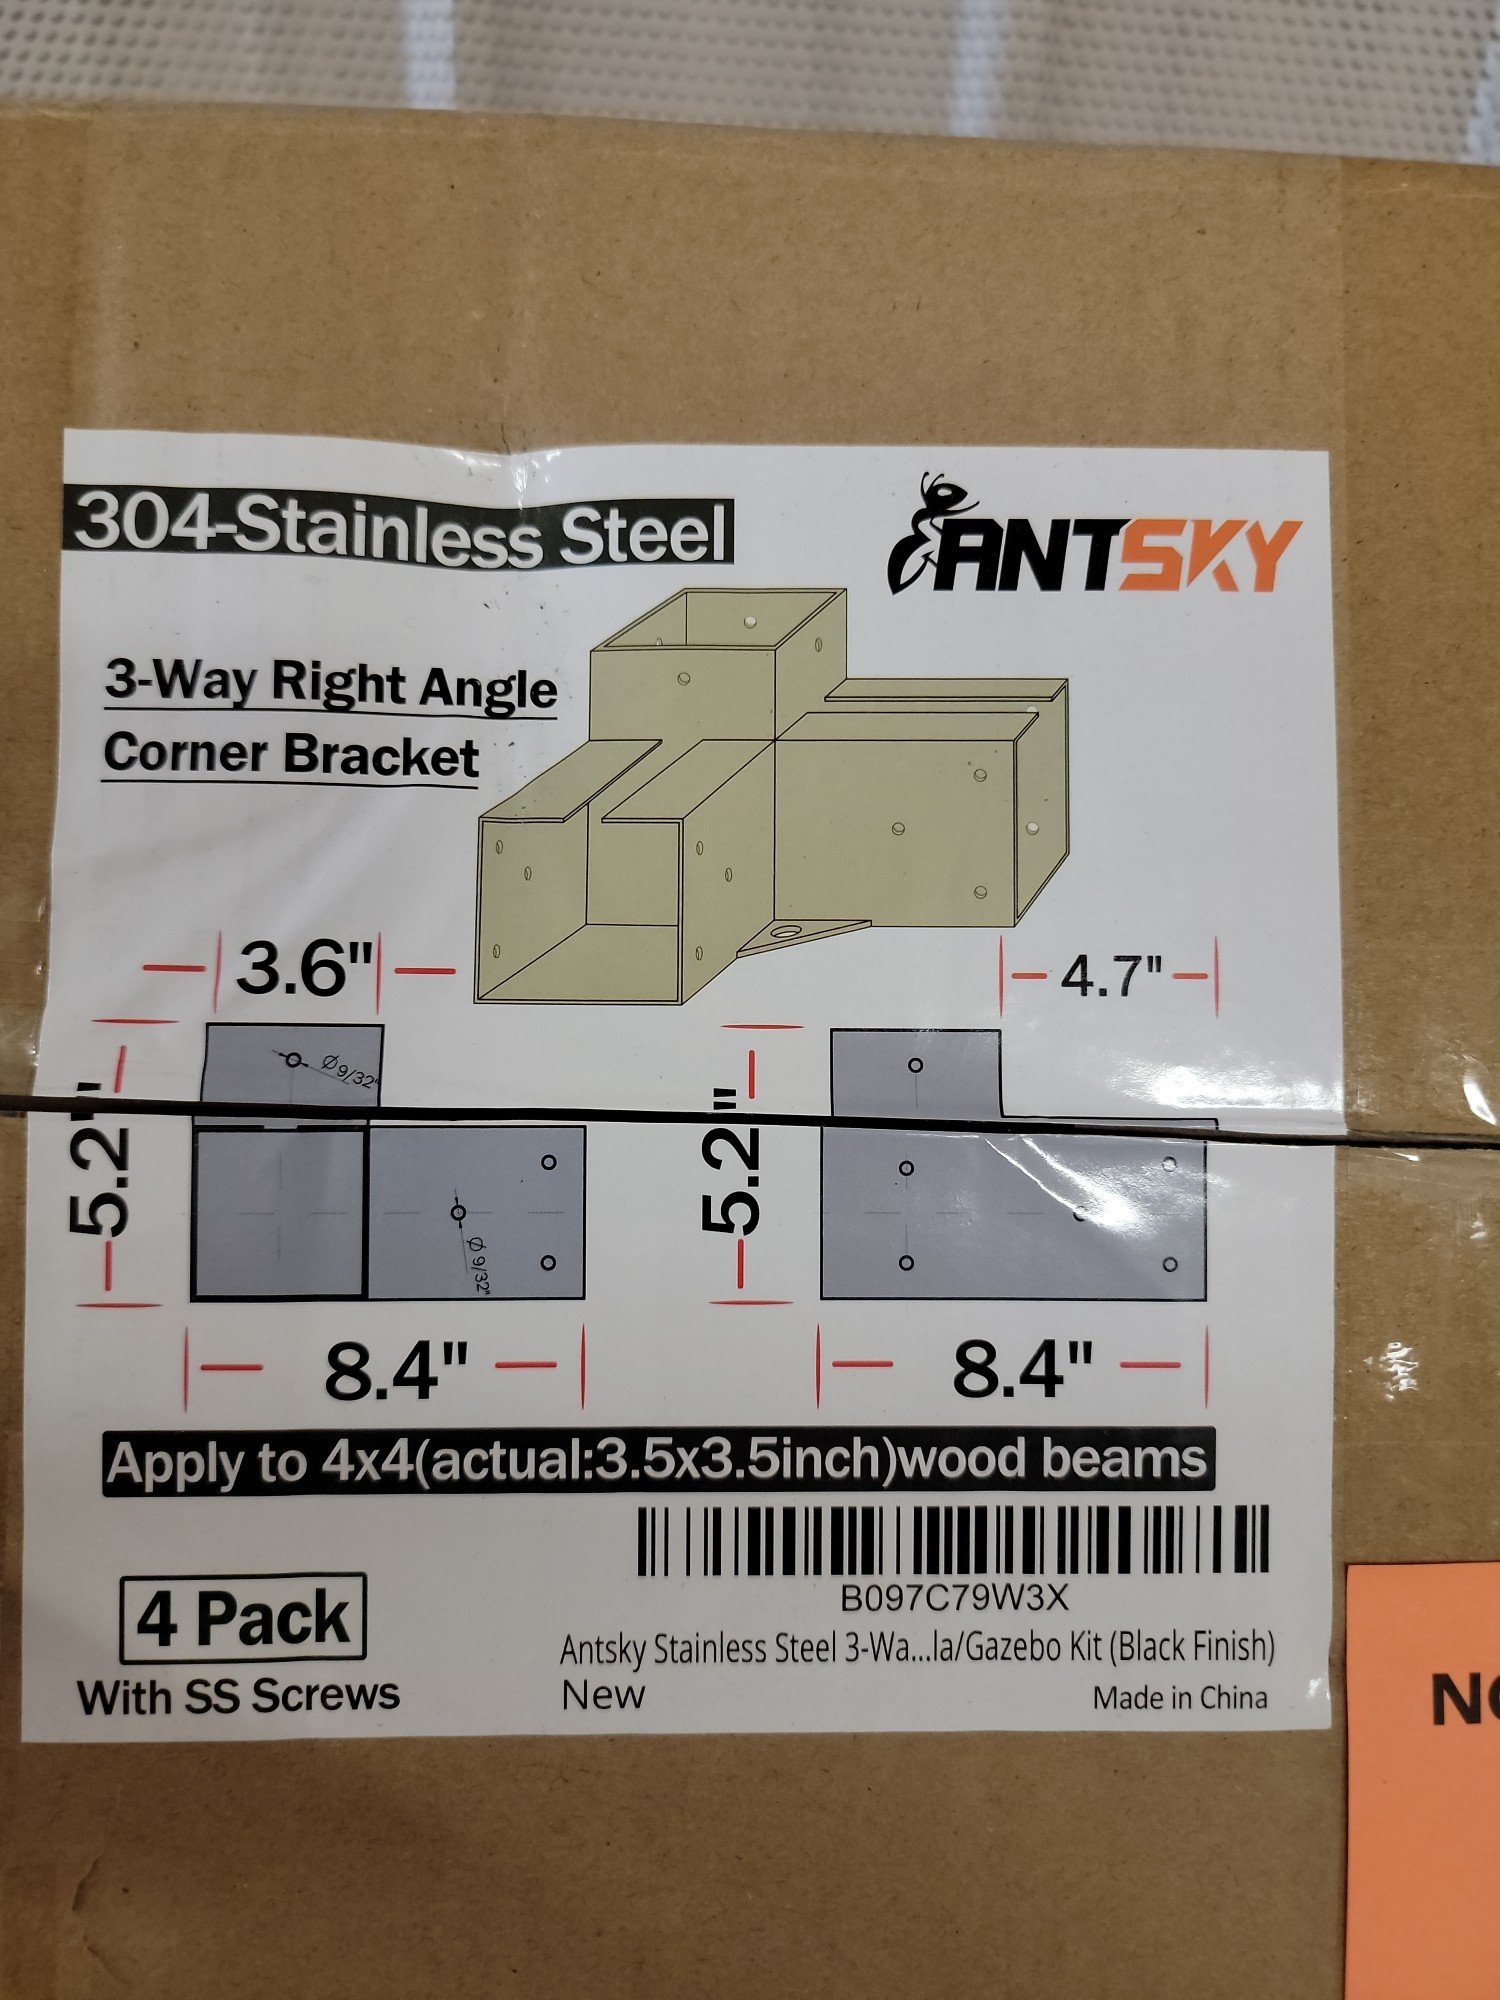 304-Stainless Steel
ANTSKY
3-Way Right Angle
Corner Bracket
3.6"
4.7"
Ø9/32"
5.2"
5.2"
Ø9/32"
8.4"
8.4"
Apply to 4x4(actual:3.5x3.5inch)wood beams
B097C79W3X
4 Pack
Antsky Stainless Steel 3-Wa...la/Gazebo Kit (Black Finish)
With SS Screws
New
Made in China